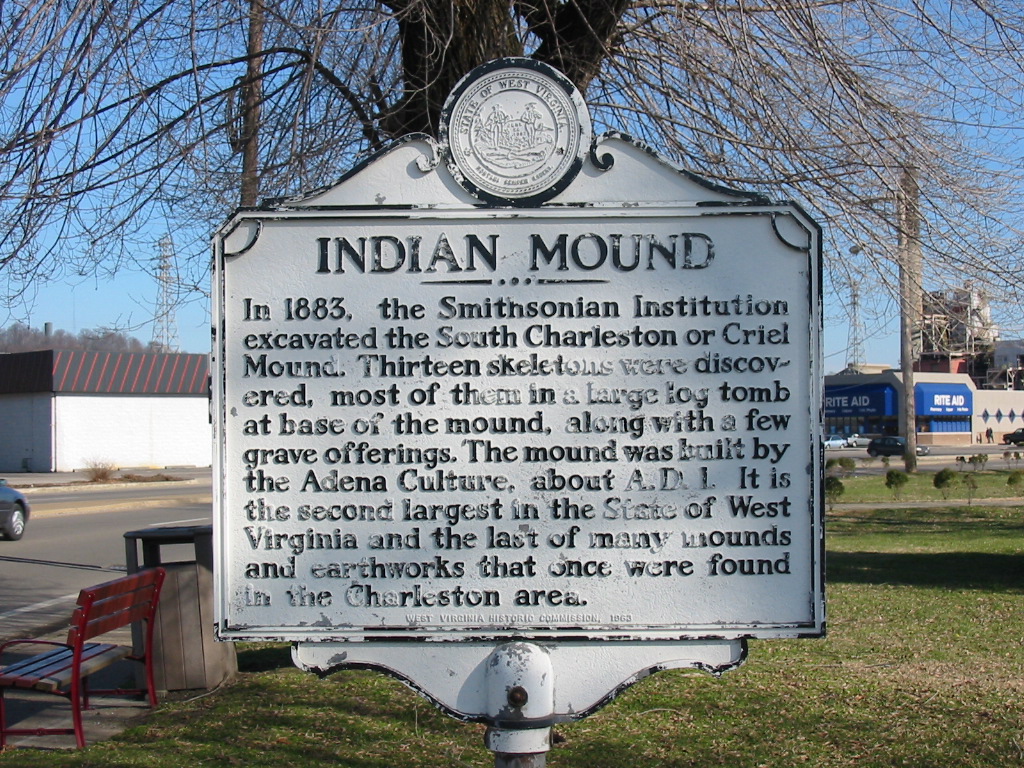 STATE OF WEST VIRGINIA.
MONTANI SEMPER LIBERI
INDIAN MOUND
In 1883, the Smithsonian Institution
excavated the South Charleston or Criel
Mound. Thirteen skeletons were discov-
ered, most of them in a large log tomb
at base of the mound, along with a few
grave offerings. The mound was built by
the Adena Culture, about A.D. 1. It is
the second largest in the State of West
Virginia and the last of many mounds
and earthworks that once were found
in the Charleston area.
WEST VIRGINIA HISTORIC COMMISSION, 1963
RITE AID
RITE AID